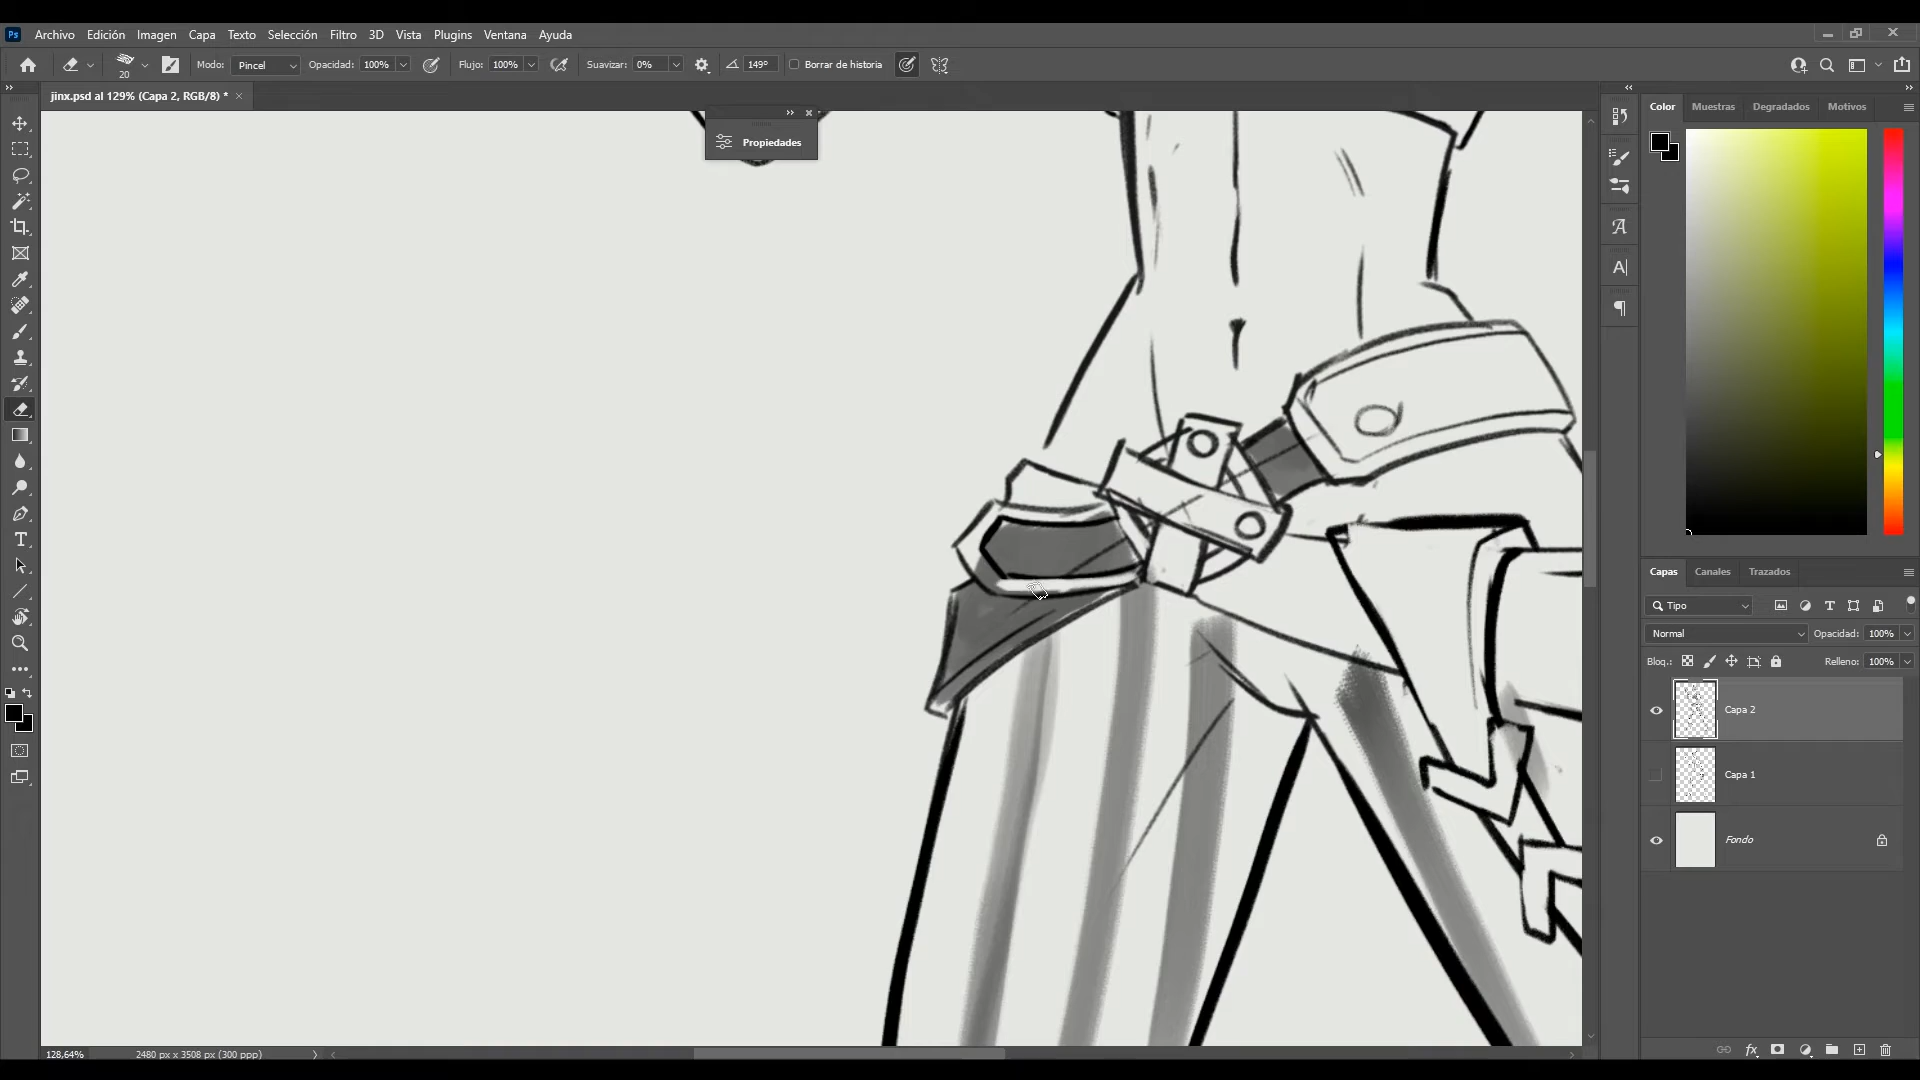 Ps Archivo Edición Imagen Capa Texto Selección Filtro 3D Vista Plugins Ventana Ayuda
20 Modo: Pincel Opacidad: 100% Flujo: 100% Suavizar: 0% 149° Borrar de historia
jinx.psd al 129% (Capa 2, RGB/8) * ×
Color Muestras Degradados Motivos
Propiedades
Capas Canales Trazados
Tipo
Normal Opacidad: 100%
Bloq.: Relleno: 100%
Capa 2
Capa 1
Fondo
128,64% 2480 px x 3508 px (300 ppp)